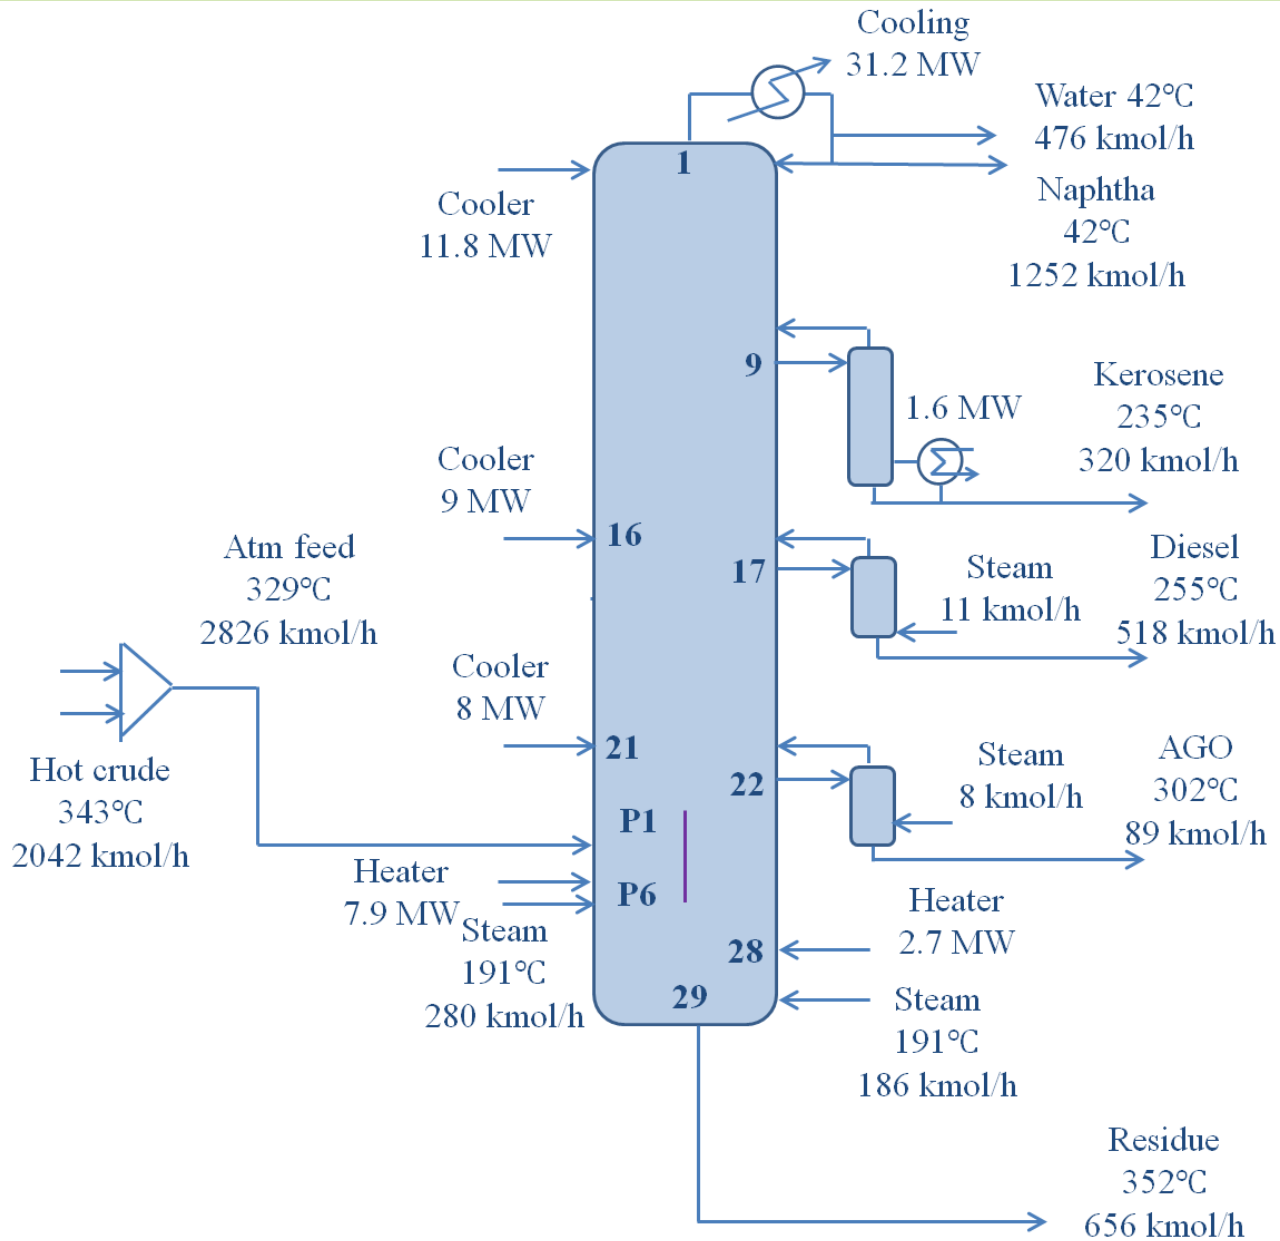 Cooling
31.2 MW
Water 42℃
476 kmol/h
1
Naphtha
42℃
1252 kmol/h
Cooler
11.8 MW
9
Kerosene
235℃
320 kmol/h
1.6 MW
Cooler
9 MW
16
Atm feed
329℃
2826 kmol/h
17
Steam
11 kmol/h
Diesel
255℃
518 kmol/h
Cooler
8 MW
21
Hot crude
343℃
2042 kmol/h
22
Steam
8 kmol/h
AGO
302℃
89 kmol/h
P1
P6
Heater
7.9 MW
Steam
191℃
280 kmol/h
28
Heater
2.7 MW
29
Steam
191℃
186 kmol/h
Residue
352℃
656 kmol/h